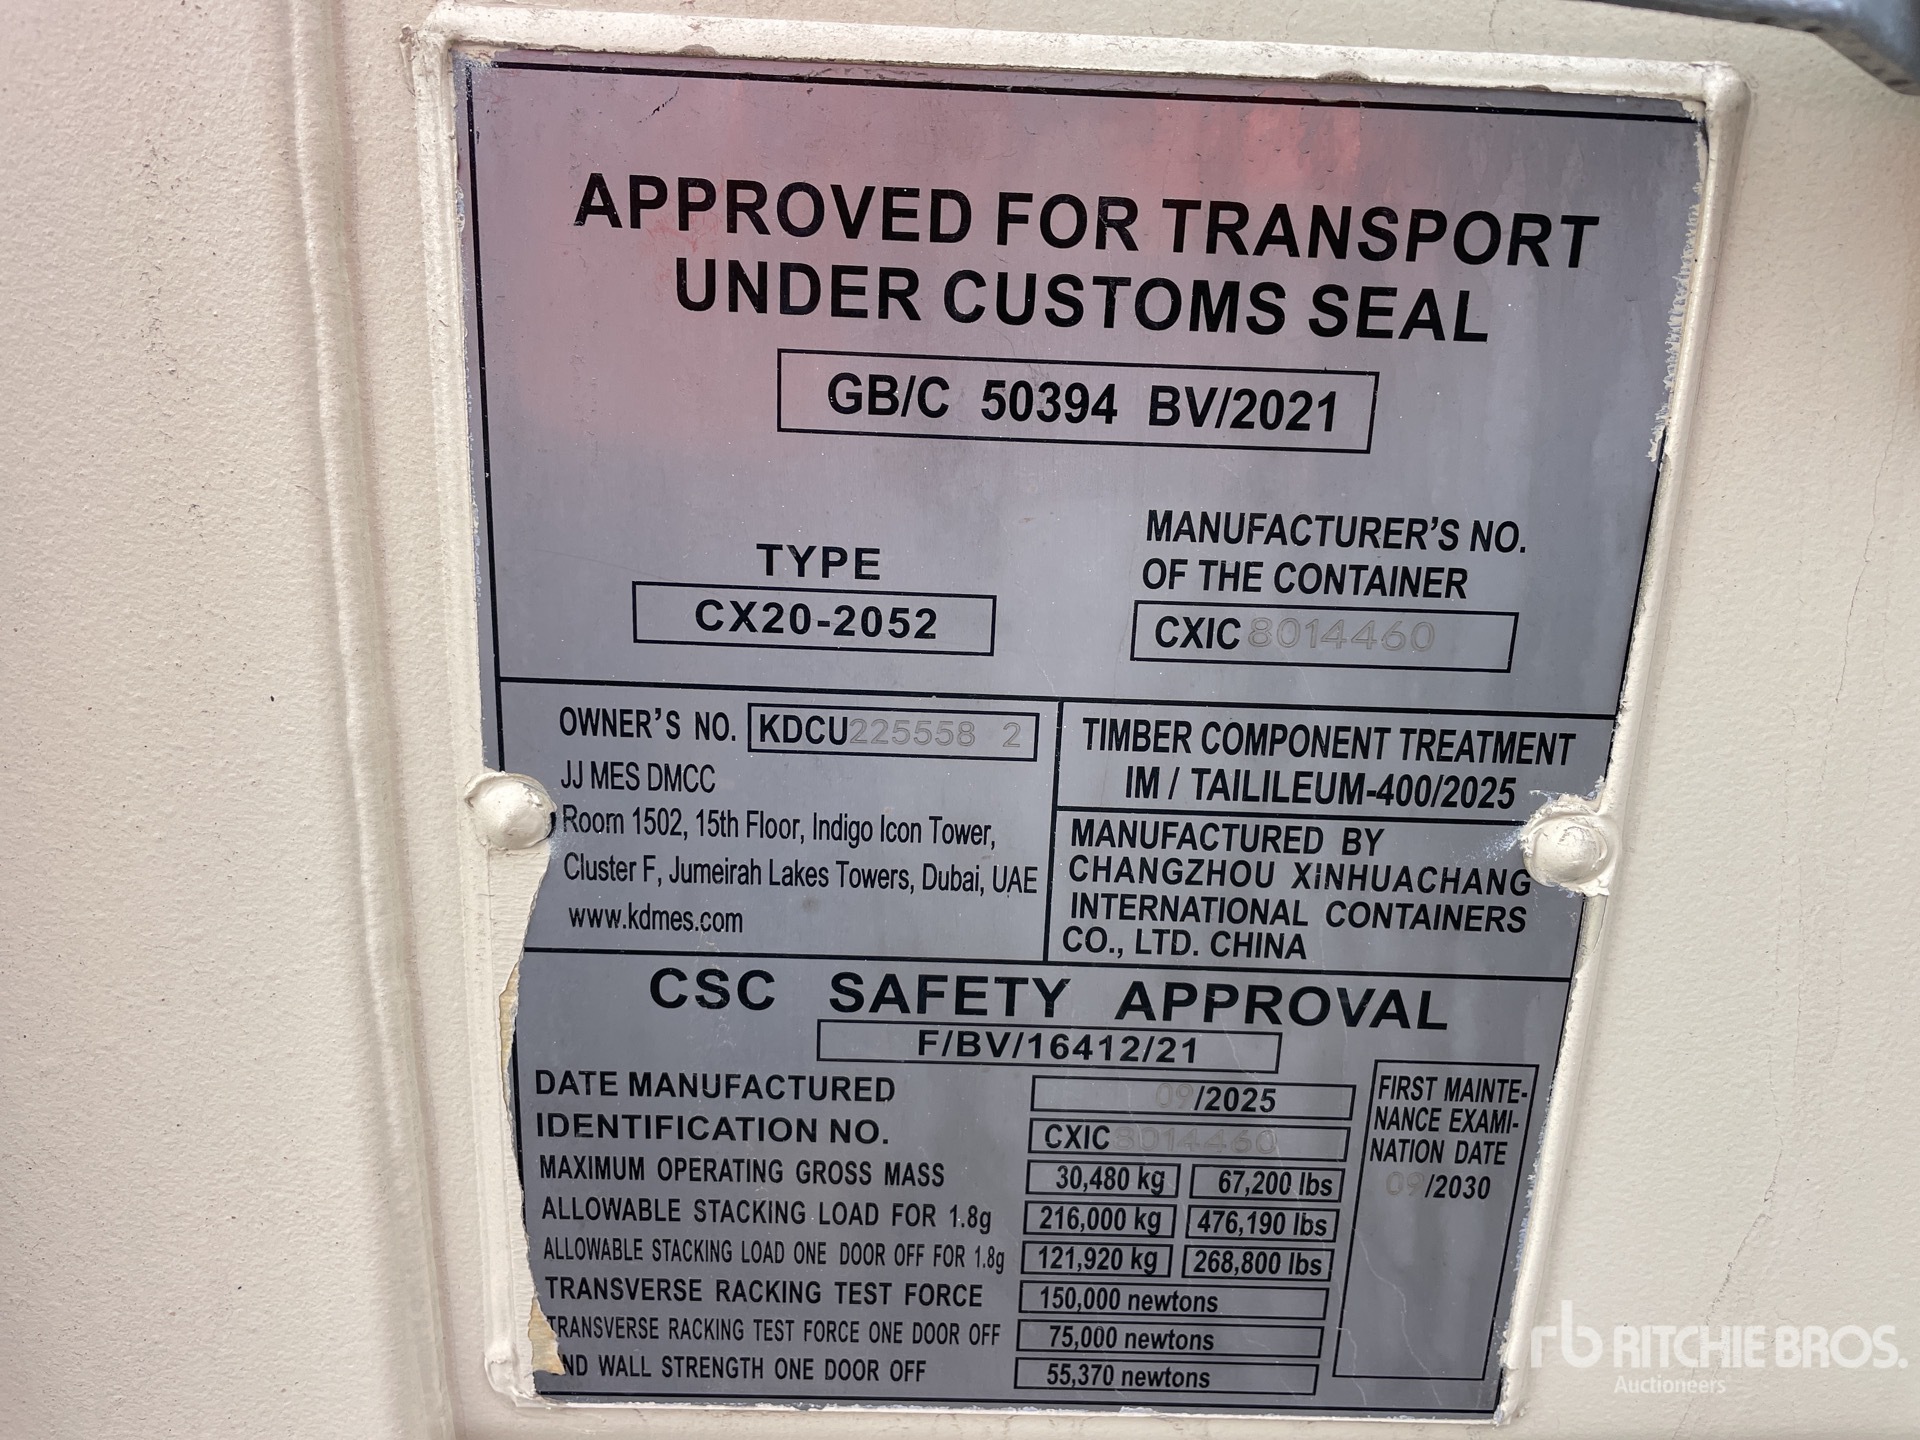 APPROVED FOR TRANSPORT
UNDER CUSTOMS SEAL
GB/C 50394 BV/2021
TYPE
CX20-2052
MANUFACTURER'S NO.
OF THE CONTAINER
CXIC 8014460
OWNER'S NO. KDCU 225558 2
JJ MES DMCC
Room 1502, 15th Floor, Indigo Icon Tower,
Cluster F, Jumeirah Lakes Towers, Dubai, UAE
www.kdmes.com
TIMBER COMPONENT TREATMENT
IM / TAILILEUM-400/2025
MANUFACTURED BY
CHANGZHOU XINHUACHANG
INTERNATIONAL CONTAINERS
CO., LTD. CHINA
CSC SAFETY APPROVAL
F/BV/16412/21
DATE MANUFACTURED 09/2025
IDENTIFICATION NO. CXIC 8014460
MAXIMUM OPERATING GROSS MASS 30,480 kg 67,200 lbs
ALLOWABLE STACKING LOAD FOR 1.8g 216,000 kg 476,190 lbs
ALLOWABLE STACKING LOAD ONE DOOR OFF FOR 1.8g 121,920 kg 268,800 lbs
TRANSVERSE RACKING TEST FORCE 150,000 newtons
TRANSVERSE RACKING TEST FORCE ONE DOOR OFF 75,000 newtons
END WALL STRENGTH ONE DOOR OFF 55,370 newtons
FIRST MAINTE-
NANCE EXAMI-
NATION DATE
09/2030
rb RITCHIE BROS.
Auctioneers